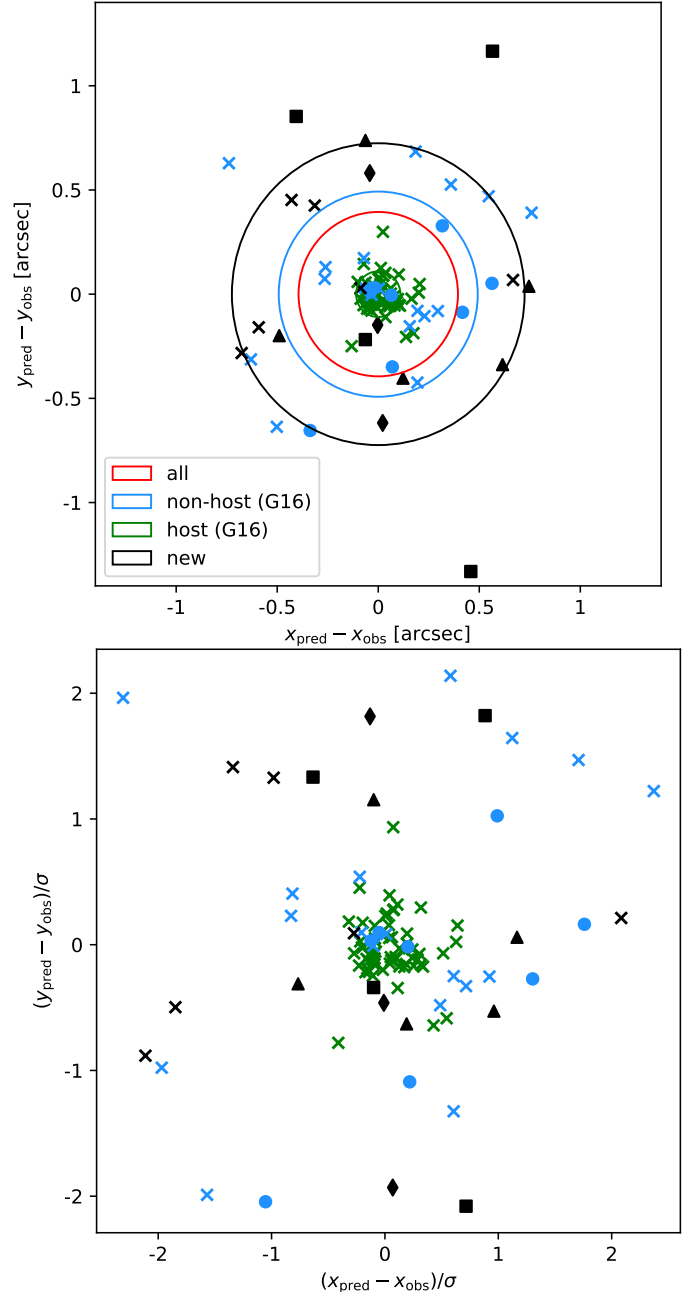 1
0.5
0
-0.5
-1
y_pred − y_obs [arcsec]
all
non-host (G16)
host (G16)
new
-1 -0.5 0 0.5 1
x_pred − x_obs [arcsec]
2
1
0
-1
-2
(y_pred − y_obs)/σ
-2 -1 0 1 2
(x_pred − x_obs)/σ